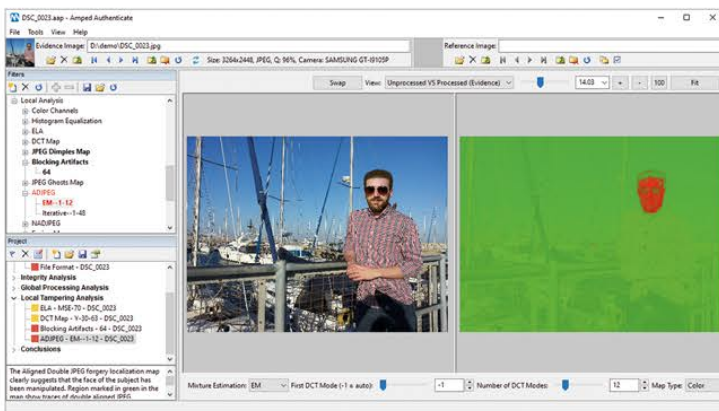 DSC_0023.aap - Amped Authenticate
File Tools View Help
Evidence Image: D:\demo\DSC_0023.jpg
Reference Image:
Size: 3264x2448, JPEG, Q: 96%, Camera: SAMSUNG GT-I9105P
Filters
Swap View: Unprocessed VS Processed (Evidence) 14.03 + - 100 Fit
Local Analysis
Color Channels
Histogram Equalization
ELA
DCT Map
JPEG Dimples Map
Blocking Artifacts
64
JPEG Ghosts Map
ADJPEG
EM--1-12
Iterative--1-48
NADJPEG
Project
File Format - DSC_0023
Integrity Analysis
Global Processing Analysis
Local Tampering Analysis
ELA - MSE-70 - DSC_0023
DCT Map - Y-30-63 - DSC_0023
Blocking Artifacts - 64 - DSC_0023
ADJPEG - EM--1-12 - DSC_0023
Conclusions
The Aligned Double JPEG forgery localization map
clearly suggests that the face of the subject has
been manipulated. Region marked in green in the
map show traces of double aligned JPEG
Mixture Estimation: EM First DCT Mode (-1 = auto): -1 Number of DCT Modes: 12 Map Type: Color